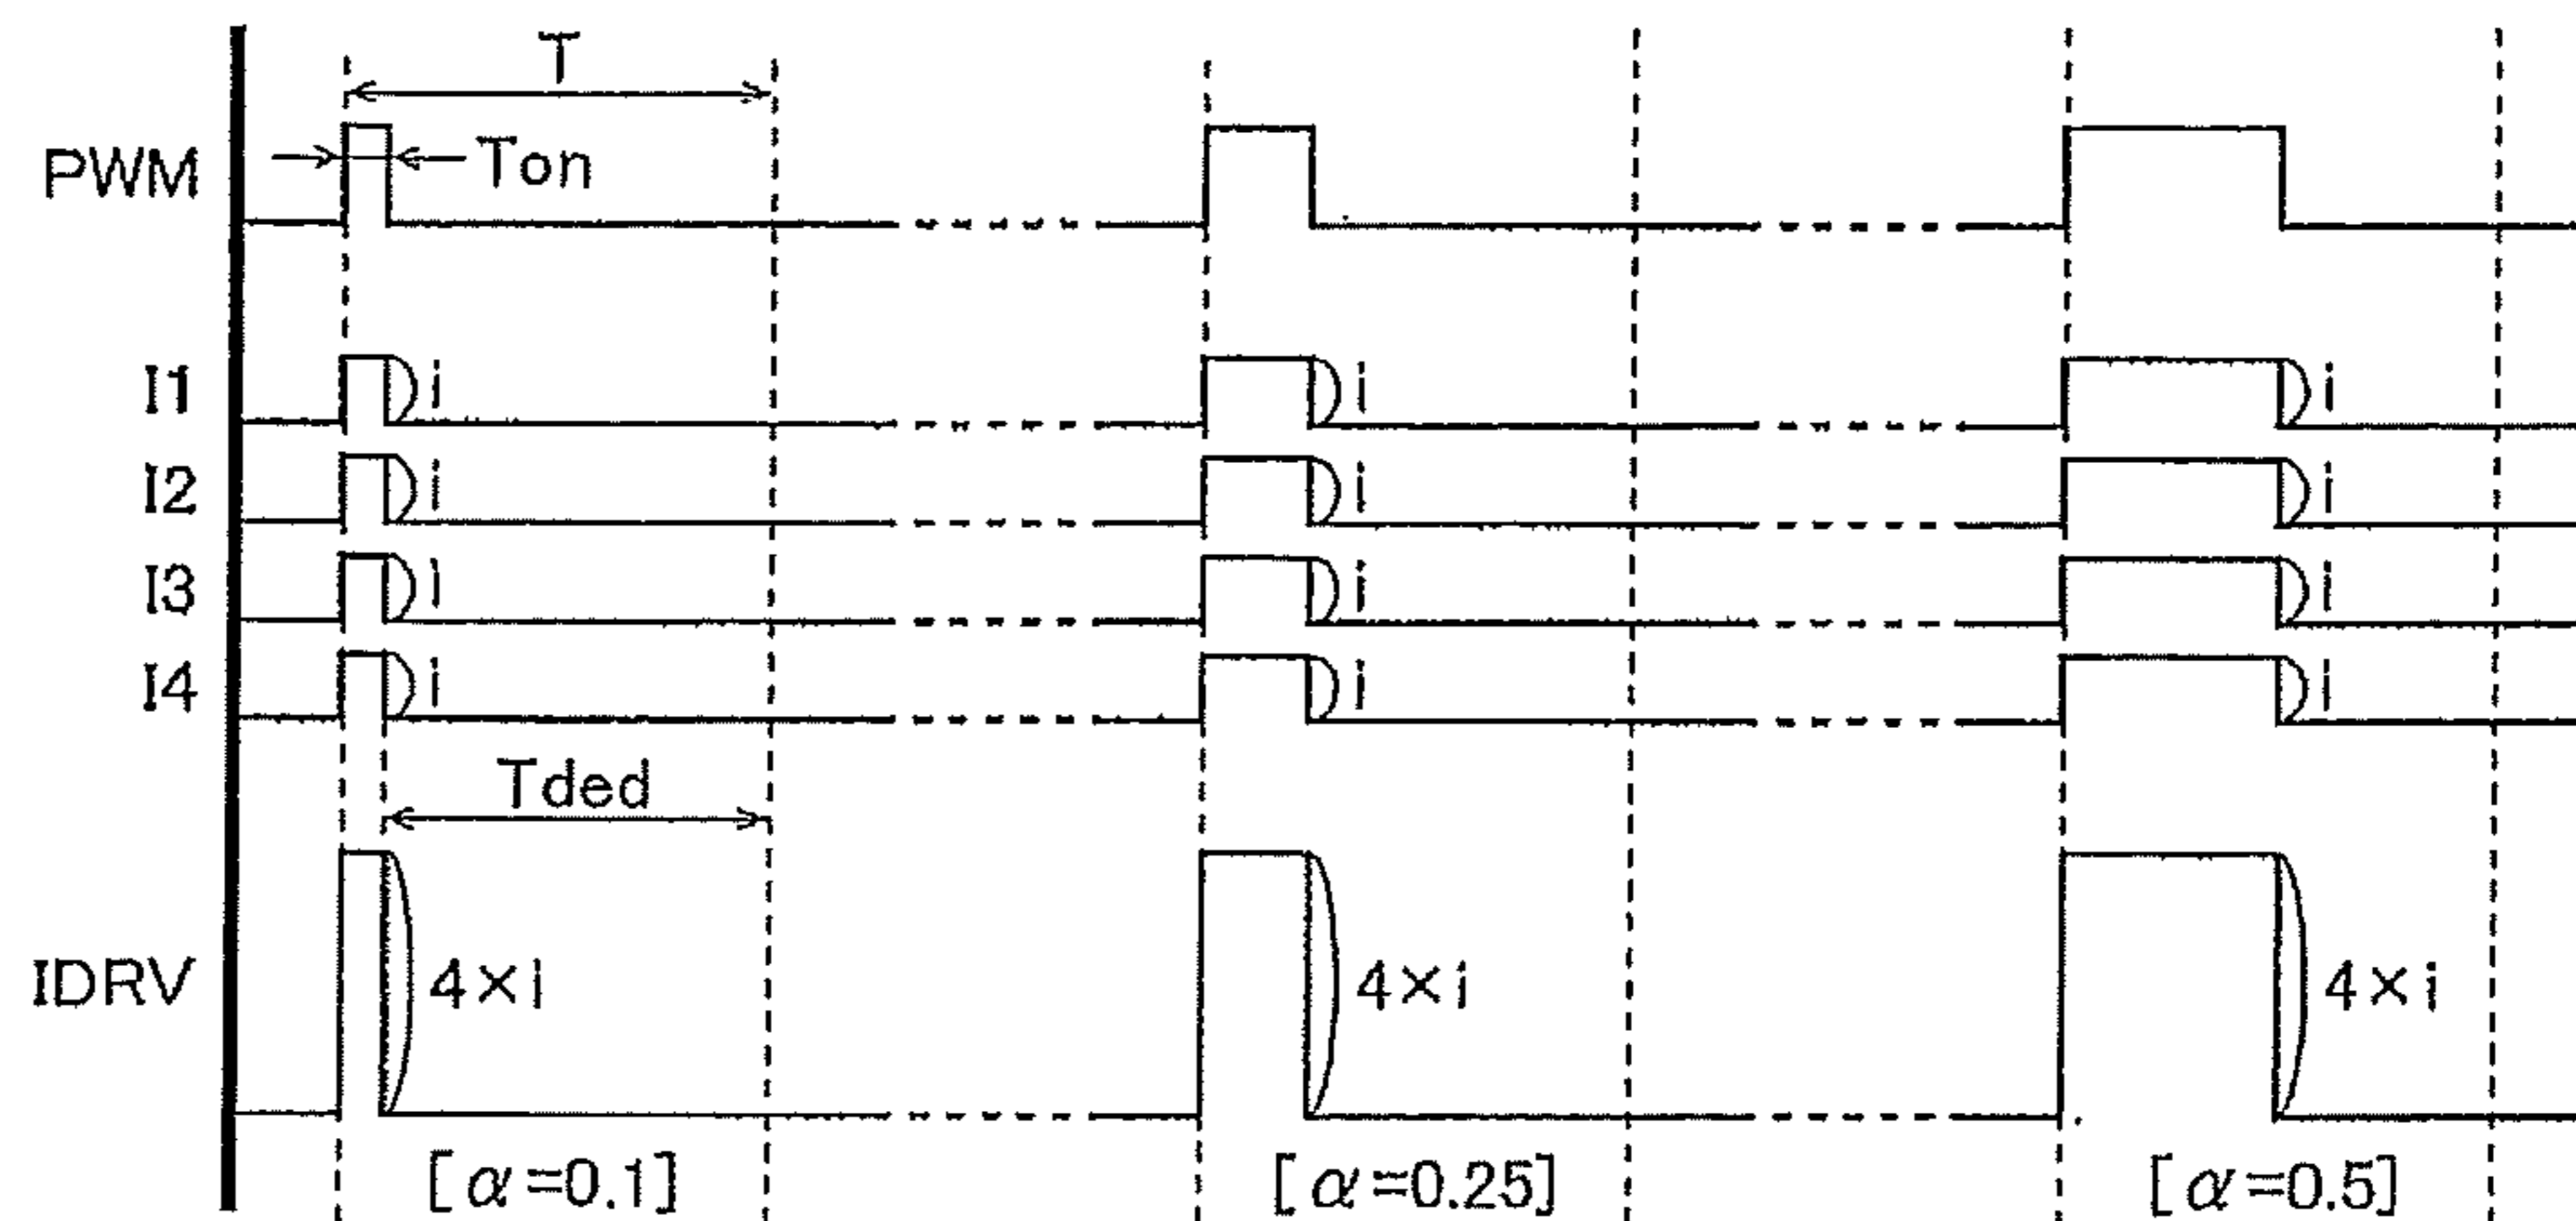 T
PWM
Ton
I1 i i i
I2 i i i
I3 i i i
I4 i i i
Tded
IDRV 4×i 4×i 4×i
[α=0.1] [α=0.25] [α=0.5]